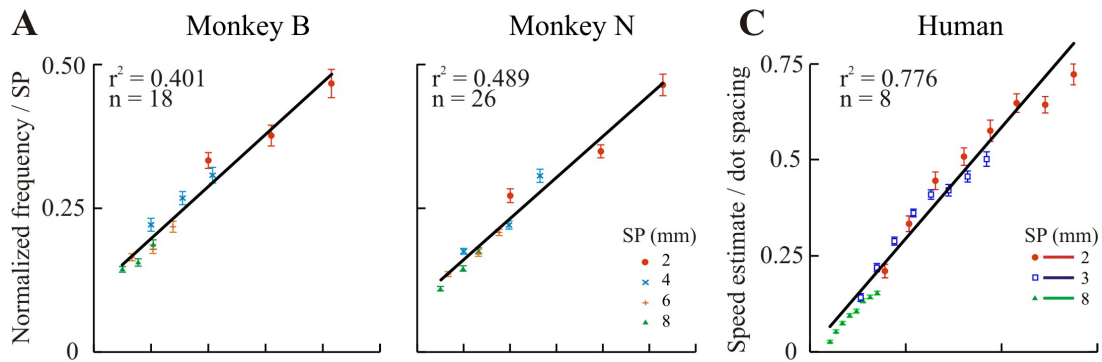 A
Monkey B
Monkey N
C
Human
Normalized frequency / SP
0.50
0.25
0
r² = 0.401
n = 18
r² = 0.489
n = 26
SP (mm)
2
4
6
8
Speed estimate / dot spacing
0.75
0.5
0.25
0
r² = 0.776
n = 8
SP (mm)
2
3
8